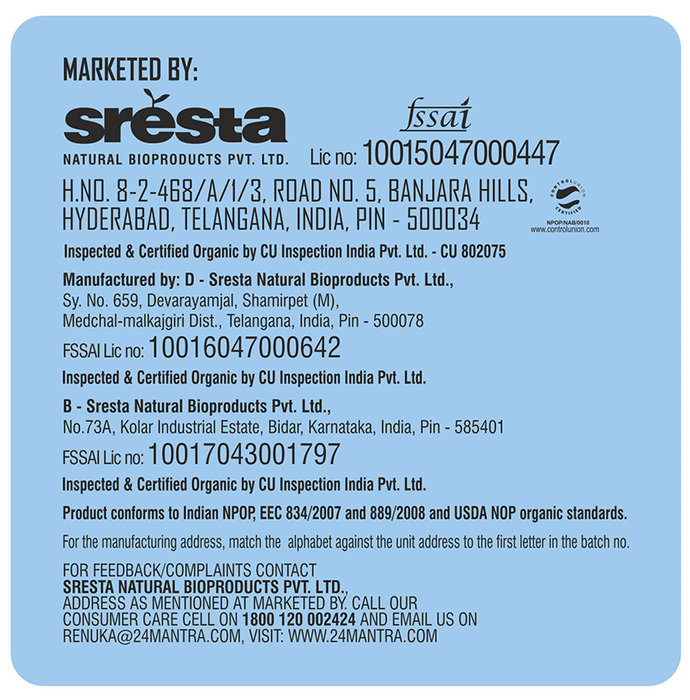 MARKETED BY:
sresta
NATURAL BIOPRODUCTS PVT. LTD.
fssai
Lic no: 10015047000447
H.NO. 8-2-468/A/1/3, ROAD NO. 5, BANJARA HILLS,
HYDERABAD, TELANGANA, INDIA, PIN - 500034
CONTROLUNION
CERTIFIED
NPOP/NAB/0010
www.controlunion.com
Inspected & Certified Organic by CU Inspection India Pvt. Ltd. - CU 802075
Manufactured by: D - Sresta Natural Bioproducts Pvt. Ltd.,
Sy. No. 659, Devarayamjal, Shamirpet (M),
Medchal-malkajgiri Dist., Telangana, India, Pin - 500078
FSSAI Lic no: 10016047000642
Inspected & Certified Organic by CU Inspection India Pvt. Ltd.
B - Sresta Natural Bioproducts Pvt. Ltd.,
No.73A, Kolar Industrial Estate, Bidar, Karnataka, India, Pin - 585401
FSSAI Lic no: 10017043001797
Inspected & Certified Organic by CU Inspection India Pvt. Ltd.
Product conforms to Indian NPOP, EEC 834/2007 and 889/2008 and USDA NOP organic standards.
For the manufacturing address, match the alphabet against the unit address to the first letter in the batch no.
FOR FEEDBACK/COMPLAINTS CONTACT
SRESTA NATURAL BIOPRODUCTS PVT. LTD.,
ADDRESS AS MENTIONED AT MARKETED BY. CALL OUR
CONSUMER CARE CELL ON 1800 120 002424 AND EMAIL US ON
RENUKA@24MANTRA.COM, VISIT: WWW.24MANTRA.COM